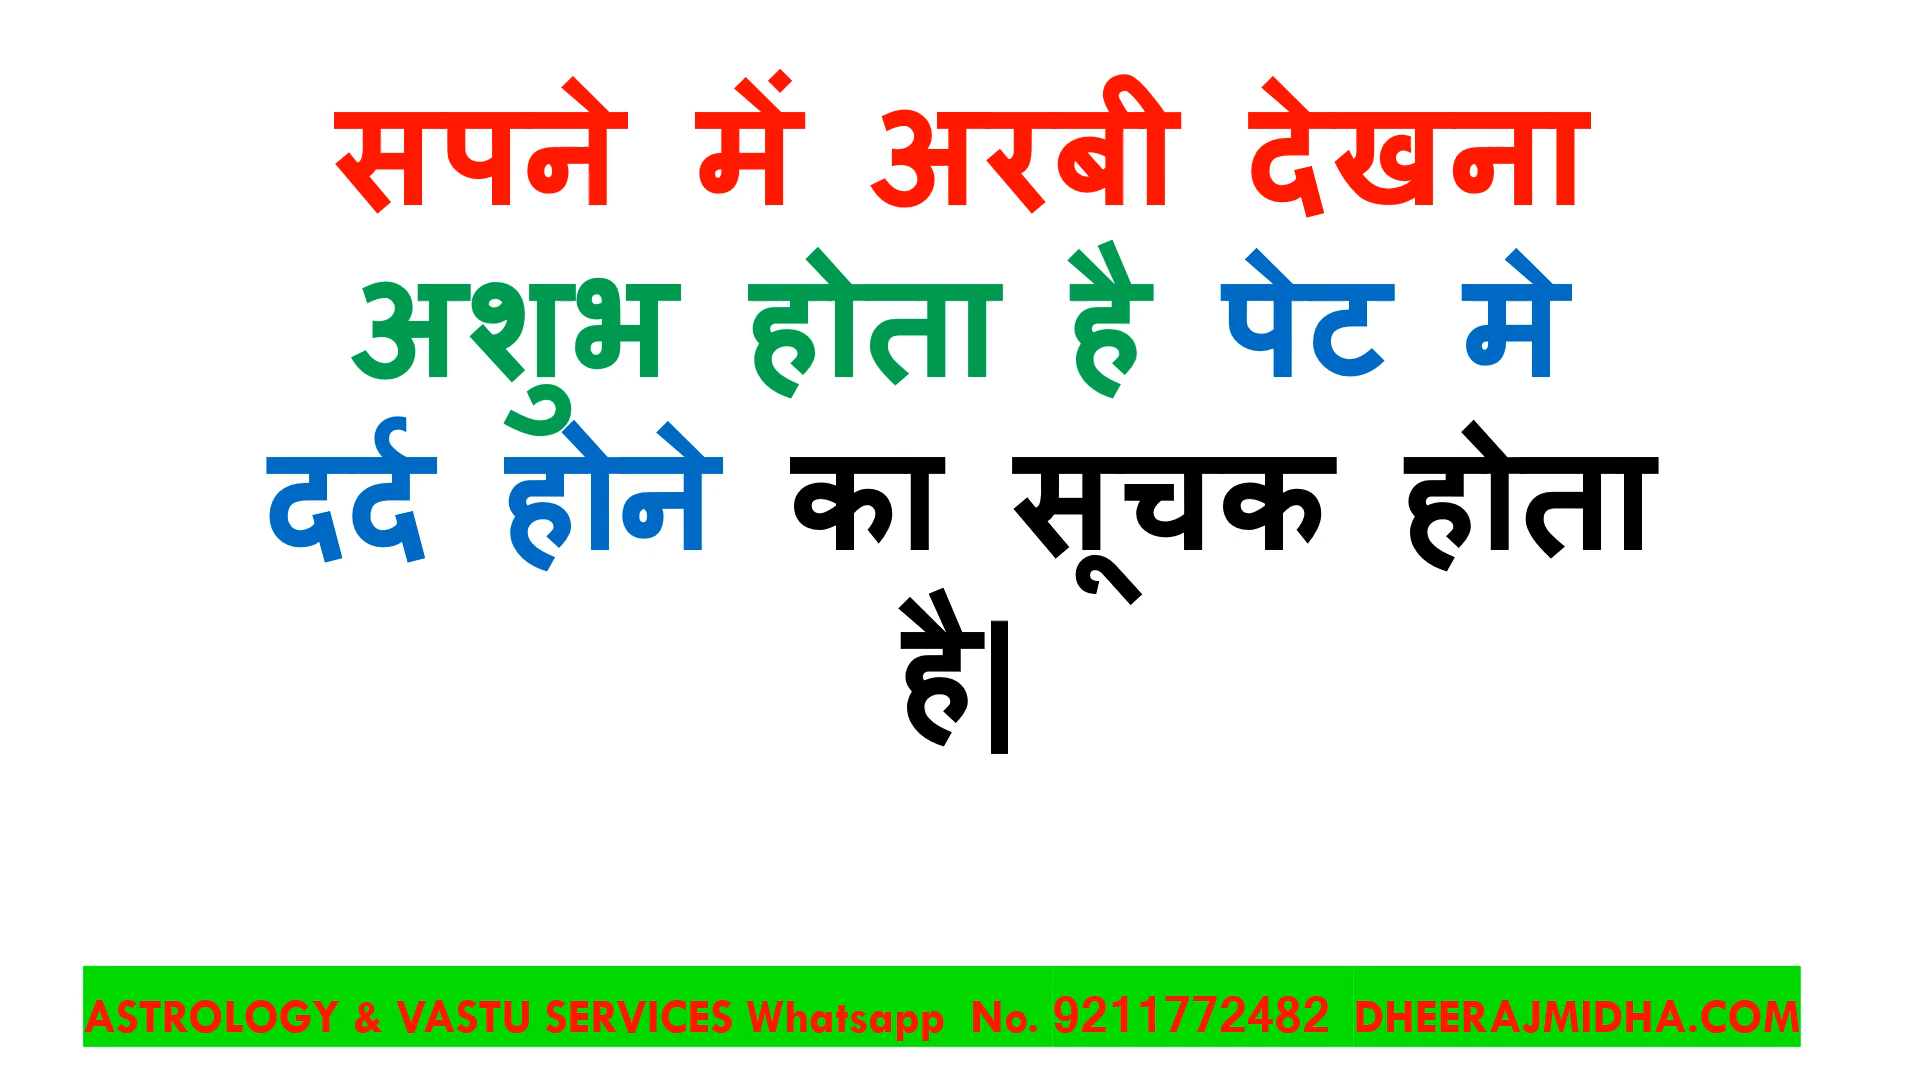 सपने में अरबी देखना
अशुभ होता है पेट मे
दर्द होने का सूचक होता
है|
ASTROLOGY & VASTU SERVICES Whatsapp No. 9211772482 DHEERAJMIDHA.COM